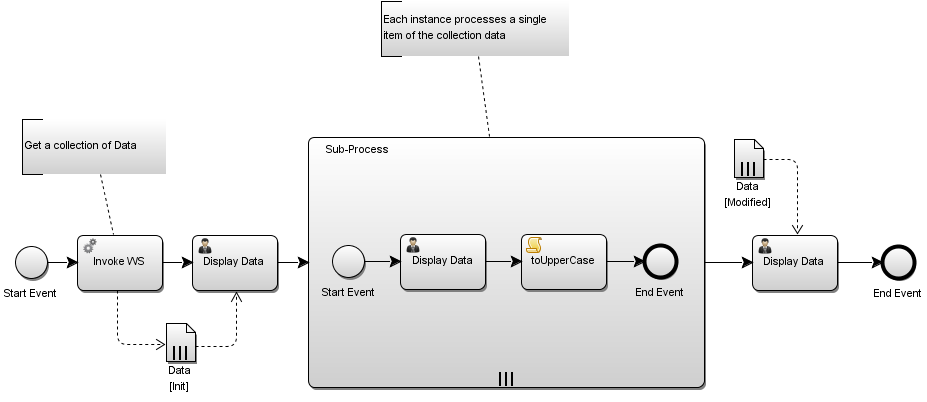 Each instance processes a single
item of the collection data
Get a collection of Data
Sub-Process
Data
[Modified]
Start Event
Invoke WS
Display Data
Start Event
Display Data
toUpperCase
End Event
Display Data
End Event
Data
[Init]